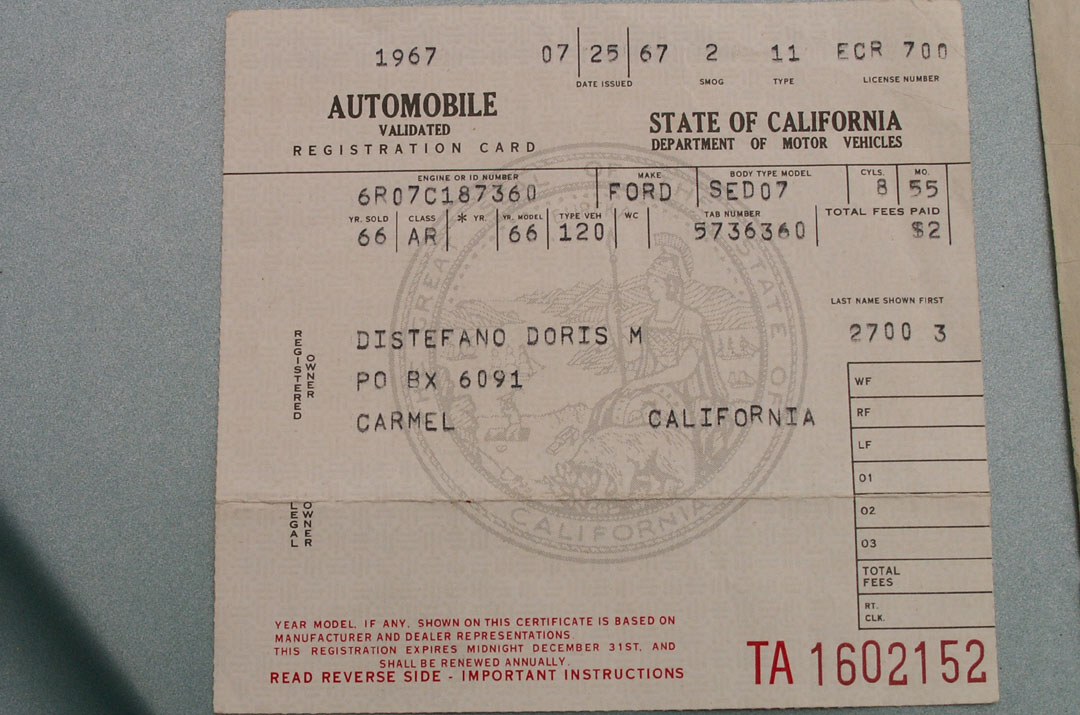 1967 07 25 67 2 11 ECR 700
DATE ISSUED SMOG TYPE LICENSE NUMBER
AUTOMOBILE
VALIDATED
REGISTRATION CARD
STATE OF CALIFORNIA
DEPARTMENT OF MOTOR VEHICLES
ENGINE OR ID NUMBER MAKE BODY TYPE MODEL CYLS. MO.
6R07C187360 FORD SED07 8 55
YR. SOLD CLASS * YR. YR. MODEL TYPE VEH WC TAB NUMBER TOTAL FEES PAID
66 AR 66 120 5736360 $2
LAST NAME SHOWN FIRST
2700 3
REGISTERED OWNER
DISTEFANO DORIS M
PO BX 6091
CARMEL CALIFORNIA
LEGAL OWNER
WF
RF
LF
01
02
03
TOTAL FEES
RT. CLK.
CALIFORNIA
YEAR MODEL, IF ANY, SHOWN ON THIS CERTIFICATE IS BASED ON
MANUFACTURER AND DEALER REPRESENTATIONS
THIS REGISTRATION EXPIRES MIDNIGHT DECEMBER 31ST, AND
SHALL BE RENEWED ANNUALLY.
READ REVERSE SIDE - IMPORTANT INSTRUCTIONS
TA 1602152